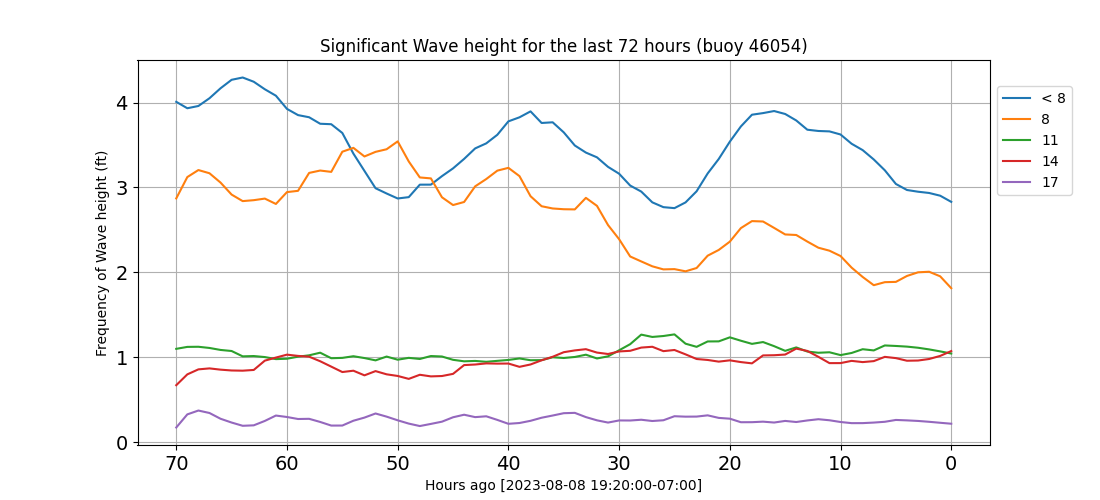 Significant Wave height for the last 72 hours (buoy 46054)
Frequency of Wave height (ft)
4
3
2
1
0
70 60 50 40 30 20 10 0
Hours ago [2023-08-08 19:20:00-07:00]
< 8
8
11
14
17